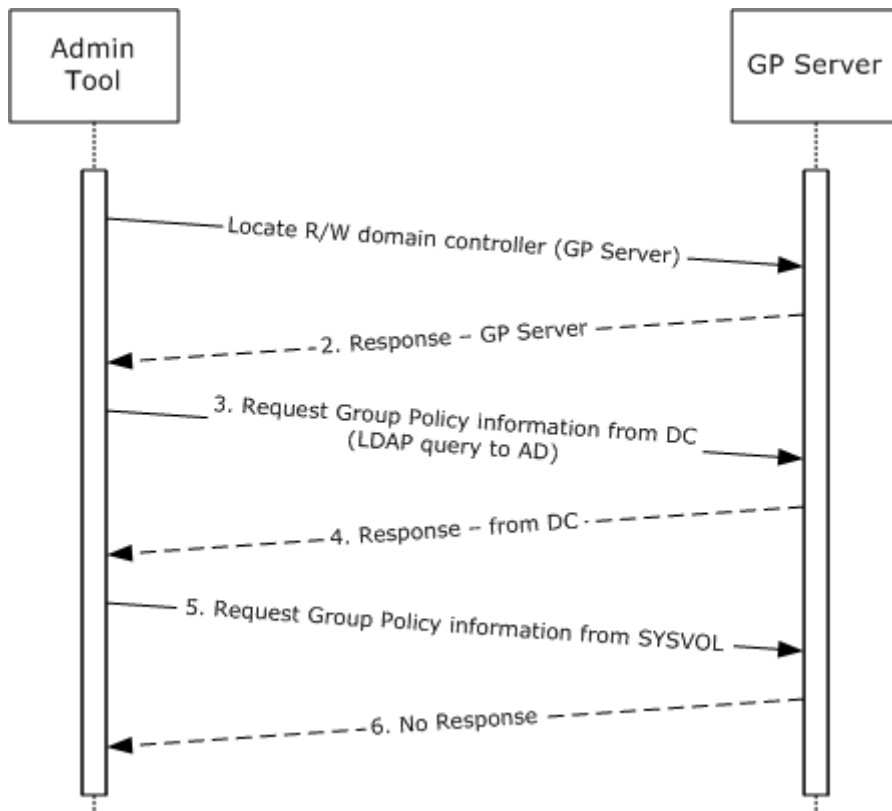 Admin
Tool
GP Server
Locate R/W domain controller (GP Server)
2. Response – GP Server
3. Request Group Policy information from DC
(LDAP query to AD)
4. Response – from DC
5. Request Group Policy information from SYSVOL
6. No Response